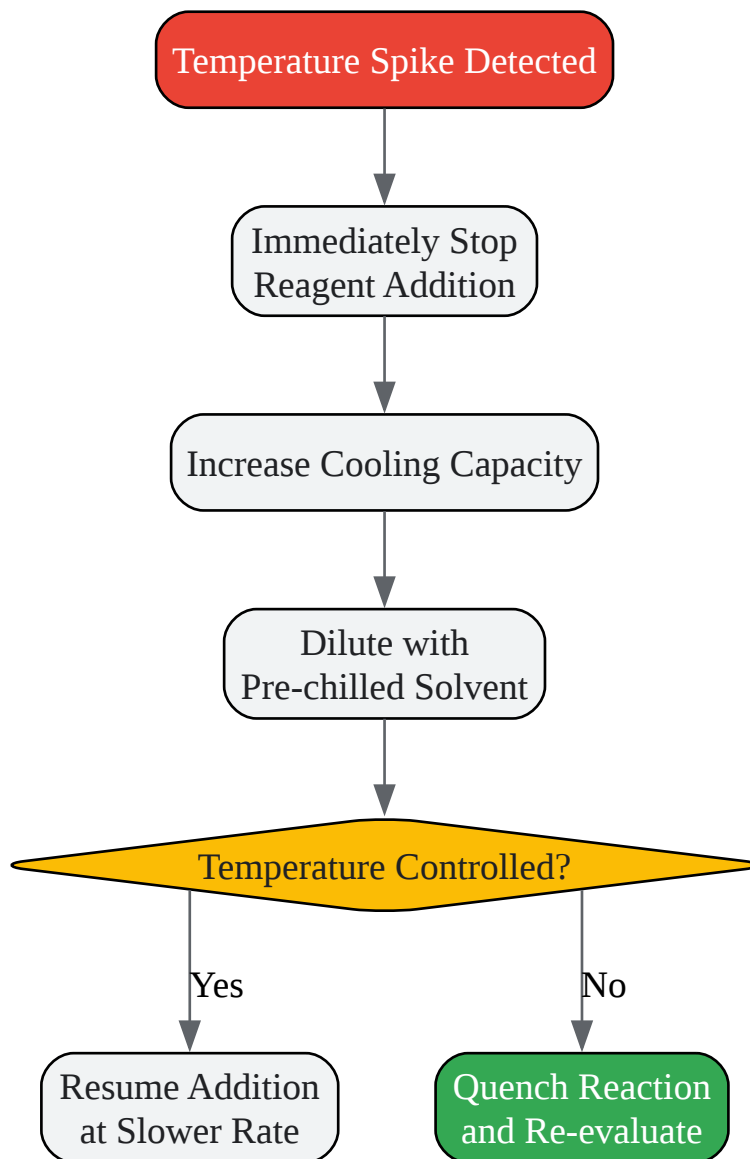 Temperature Spike Detected
Immediately Stop
Reagent Addition
Increase Cooling Capacity
Dilute with
Pre-chilled Solvent
Temperature Controlled?
Yes
No
Resume Addition
at Slower Rate
Quench Reaction
and Re-evaluate